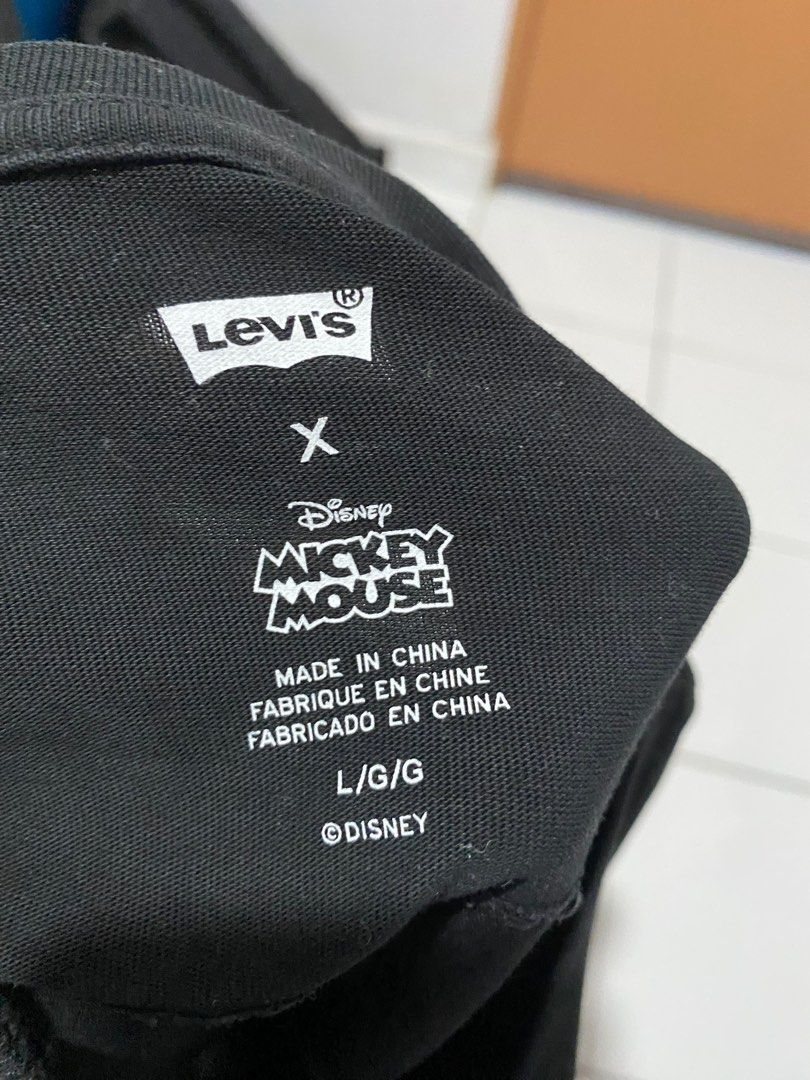 Levi's®
X
Disney
MICKEY
MOUSE
MADE IN CHINA
FABRIQUE EN CHINE
FABRICADO EN CHINA
L/G/G
©DISNEY